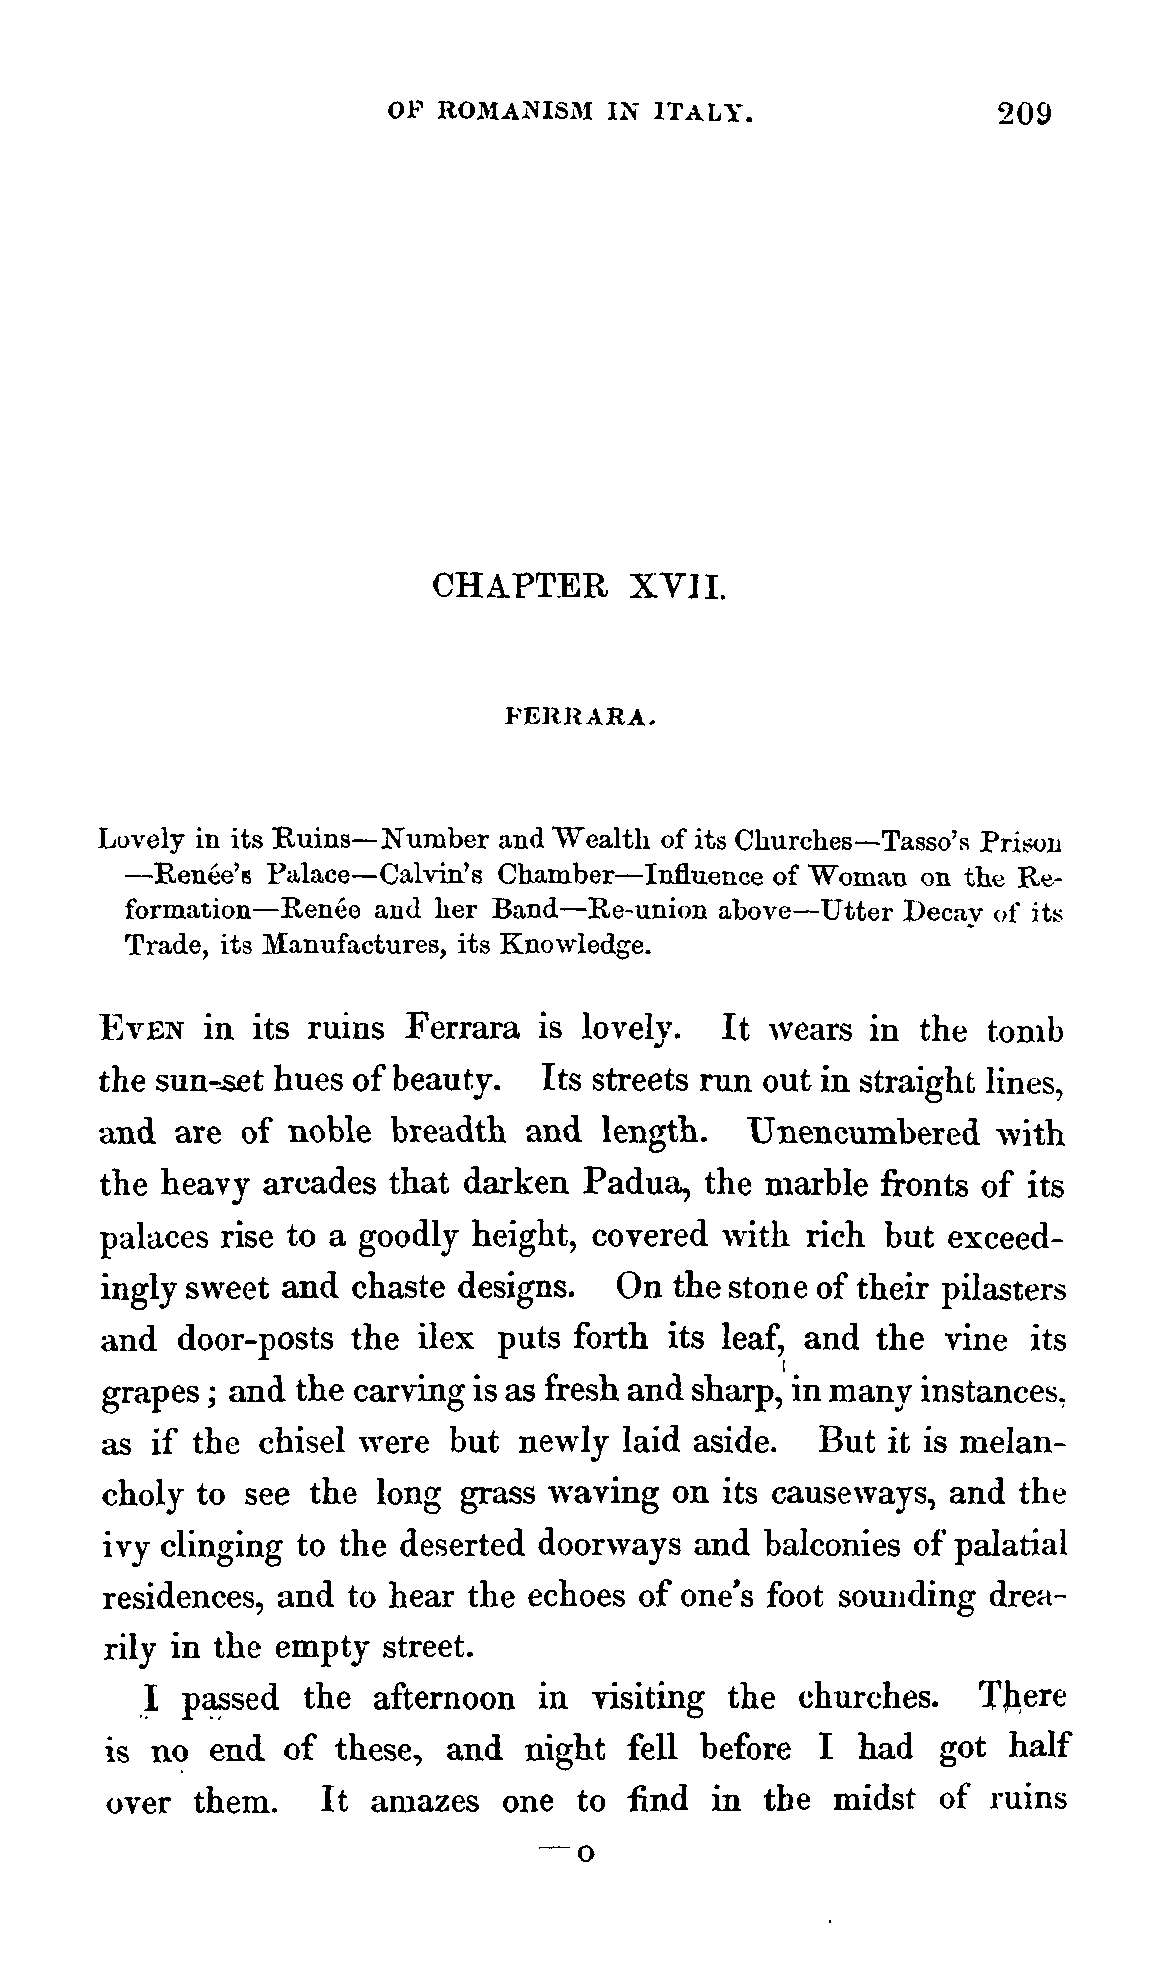 OF ROMANISM IN ITALY. 209
CHAPTER XVII.
FERRARA.
Lovely in its Ruins—Number and Wealth of its Churches—Tasso's Prison
—Renée's Palace—Calvin's Chamber—Influence of Woman on the Re-
formation—Renée and her Band—Re-union above—Utter Decay of its
Trade, its Manufactures, its Knowledge.
EVEN in its ruins Ferrara is lovely. It wears in the tomb
the sun-set hues of beauty. Its streets run out in straight lines,
and are of noble breadth and length. Unencumbered with
the heavy arcades that darken Padua, the marble fronts of its
palaces rise to a goodly height, covered with rich but exceed-
ingly sweet and chaste designs. On the stone of their pilasters
and door-posts the ilex puts forth its leaf, and the vine its
grapes; and the carving is as fresh and sharp, in many instances,
as if the chisel were but newly laid aside. But it is melan-
choly to see the long grass waving on its causeways, and the
ivy clinging to the deserted doorways and balconies of palatial
residences, and to hear the echoes of one's foot sounding drea-
rily in the empty street.
I passed the afternoon in visiting the churches. There
is no end of these, and night fell before I had got half
over them. It amazes one to find in the midst of ruins
—O